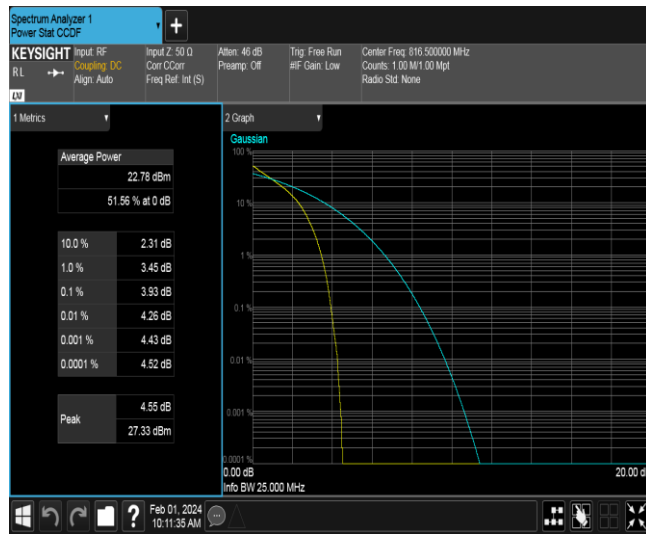 Spectrum Analyzer 1
Power Stat CCDF
+
KEYSIGHT
RL
LXI
Input: RF
Coupling: DC
Align: Auto
Input Z: 50 Ω
Corr CCorr
Freq Ref: Int (S)
Atten: 46 dB
Preamp: Off
Trig: Free Run
#IF Gain: Low
Center Freq: 816.500000 MHz
Counts: 1.00 M/1.00 Mpt
Radio Std: None
1 Metrics
Average Power
22.78 dBm
51.56 % at 0 dB
10.0 % 2.31 dB
1.0 % 3.45 dB
0.1 % 3.93 dB
0.01 % 4.26 dB
0.001 % 4.43 dB
0.0001 % 4.52 dB
Peak
4.55 dB
27.33 dBm
2 Graph
Gaussian
100 %
10 %
1 %
0.1 %
0.01 %
0.001 %
0.0001 %
0.00 dB
20.00 d
Info BW 25.000 MHz
?
Feb 01, 2024
10:11:35 AM